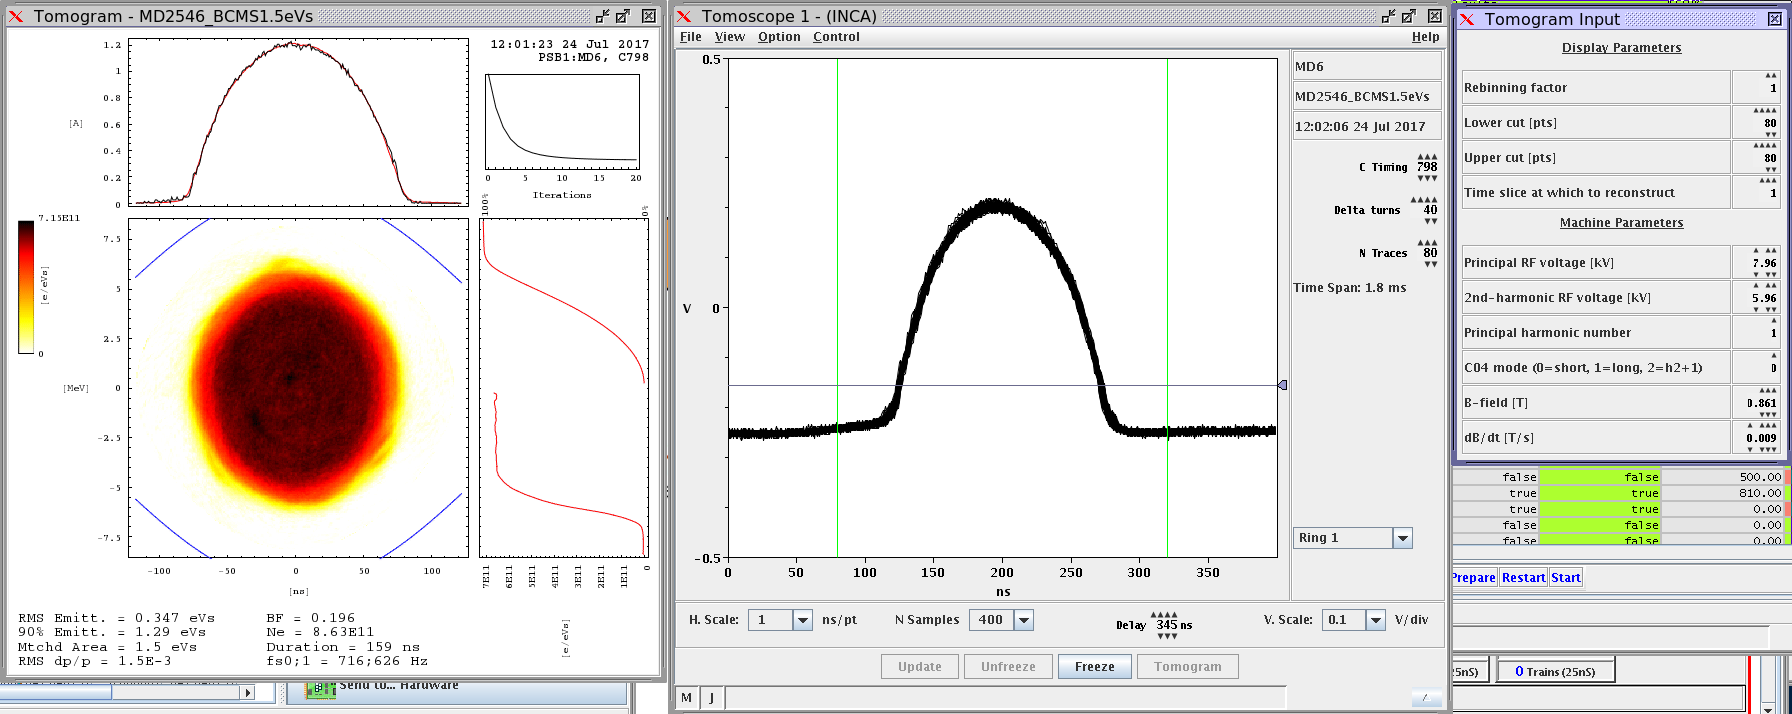 Tomogram - MD2546_BCMS1.5eVs
12:01:23 24 Jul 2017
PSB1:MD6, C798
[A]
1.2
1
0.8
0.6
0.4
0.2
0
0 5 10 15 20
Iterations
7.15E11
[e/eVs]
0
[MeV]
7.5
5
2.5
0
-2.5
-5
-7.5
-100 -50 0 50 100
[ns]
100%
0%
7E11 6E11 5E11 4E11 3E11 2E11 1E11 0
[e/eVs]
RMS Emitt. = 0.347 eVs
90% Emitt. = 1.29 eVs
Mtchd Area = 1.5 eVs
RMS dp/p = 1.5E-3
BF = 0.196
Ne = 8.63E11
Duration = 159 ns
fs0;1 = 716;626 Hz
Send to... Hardware
Tomoscope 1 - (INCA)
File View Option Control Help
0.5
V 0
-0.5
0 50 100 150 200 250 300 350
ns
MD6
MD2546_BCMS1.5eVs
12:02:06 24 Jul 2017
C Timing 798
Delta turns 40
N Traces 80
Time Span: 1.8 ms
Ring 1
H. Scale: 1 ns/pt N Samples 400 Delay 345 ns V. Scale: 0.1 V/div
Update Unfreeze Freeze Tomogram
M J
Tomogram Input
Display Parameters
Rebinning factor 1
Lower cut [pts] 80
Upper cut [pts] 80
Time slice at which to reconstruct 1
Machine Parameters
Principal RF voltage [kV] 7.96
2nd-harmonic RF voltage [kV] 5.96
Principal harmonic number 1
C04 mode (0=short, 1=long, 2=h2+1) 0
B-field [T] 0.861
dB/dt [T/s] 0.009
false false 500.00
true true 810.00
true true 0.00
false false 0.00
false false 0.00
Prepare Restart Start
5nS) 0 Trains (25nS)